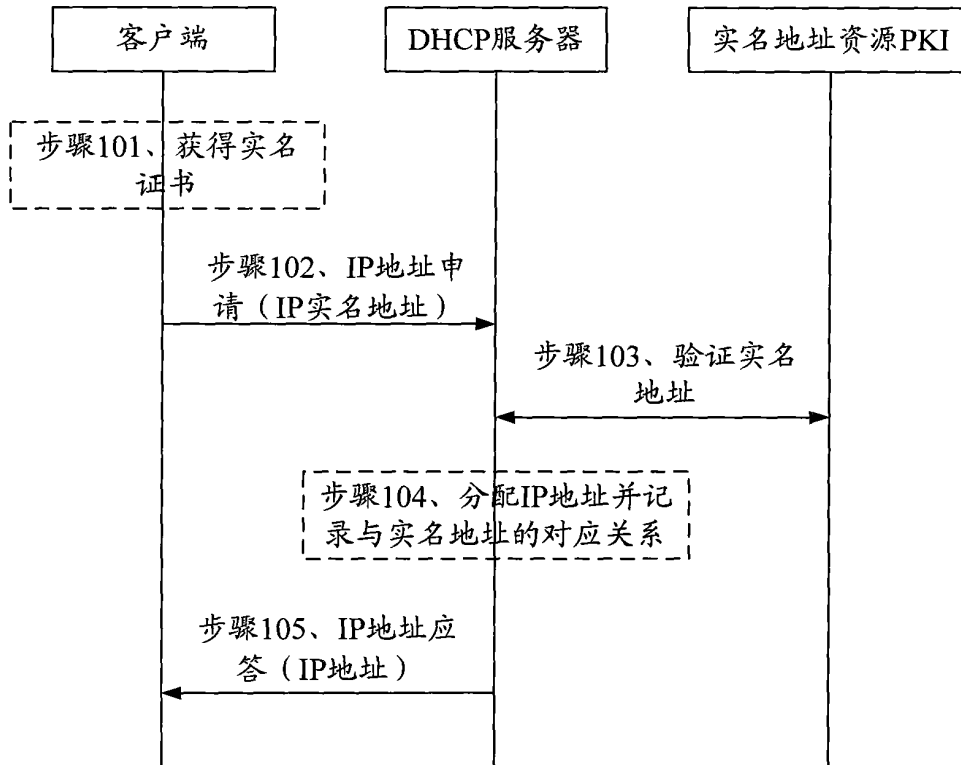 客户端
DHCP服务器
实名地址资源PKI
步骤101、获得实名
证书
步骤102、IP地址申
请（IP实名地址）
步骤103、验证实名
地址
步骤104、分配IP地址并记
录与实名地址的对应关系
步骤105、IP地址应
答（IP地址）